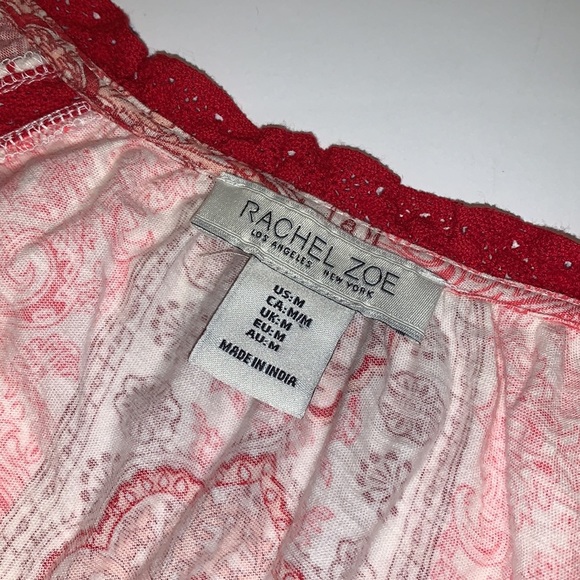 RACHEL ZOE
LOS ANGELES NEW YORK
US:M
CA:M/M
UK:M
EU:M
AU:M
MADE IN INDIA